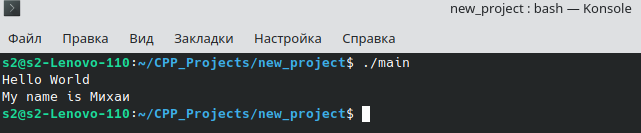 new_project : bash — Konsole
Файл Правка Вид Закладки Настройка Справка
s2@s2-Lenovo-110:~/CPP_Projects/new_project$ ./main
Hello World
My name is Михаи
s2@s2-Lenovo-110:~/CPP_Projects/new_project$